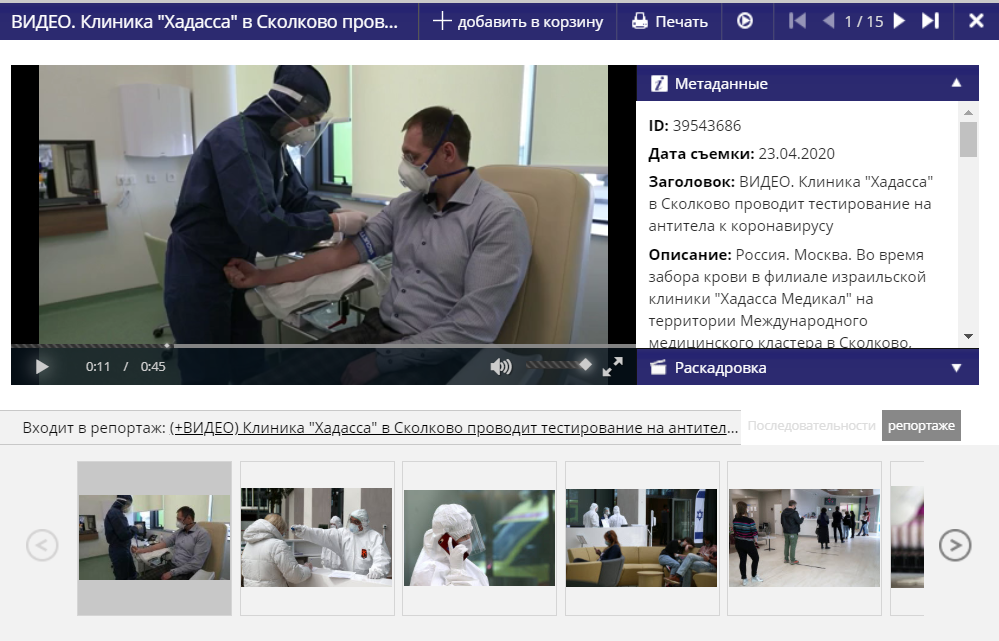 ВИДЕО. Клиника "Хадасса" в Сколково пров...
добавить в корзину
Печать
1 / 15
Метаданные
ID: 39543686
Дата съемки: 23.04.2020
Заголовок: ВИДЕО. Клиника "Хадасса"
в Сколково проводит тестирование на
антитела к коронавирусу
Описание: Россия. Москва. Во время
забора крови в филиале израильской
клиники "Хадасса Медикал" на
территории Международного
медицинского кластера в Сколково.
0:11 / 0:45
Раскадровка
Входит в репортаж: (+ВИДЕО) Клиника "Хадасса" в Сколково проводит тестирование на антител...
Последовательности
репортаже